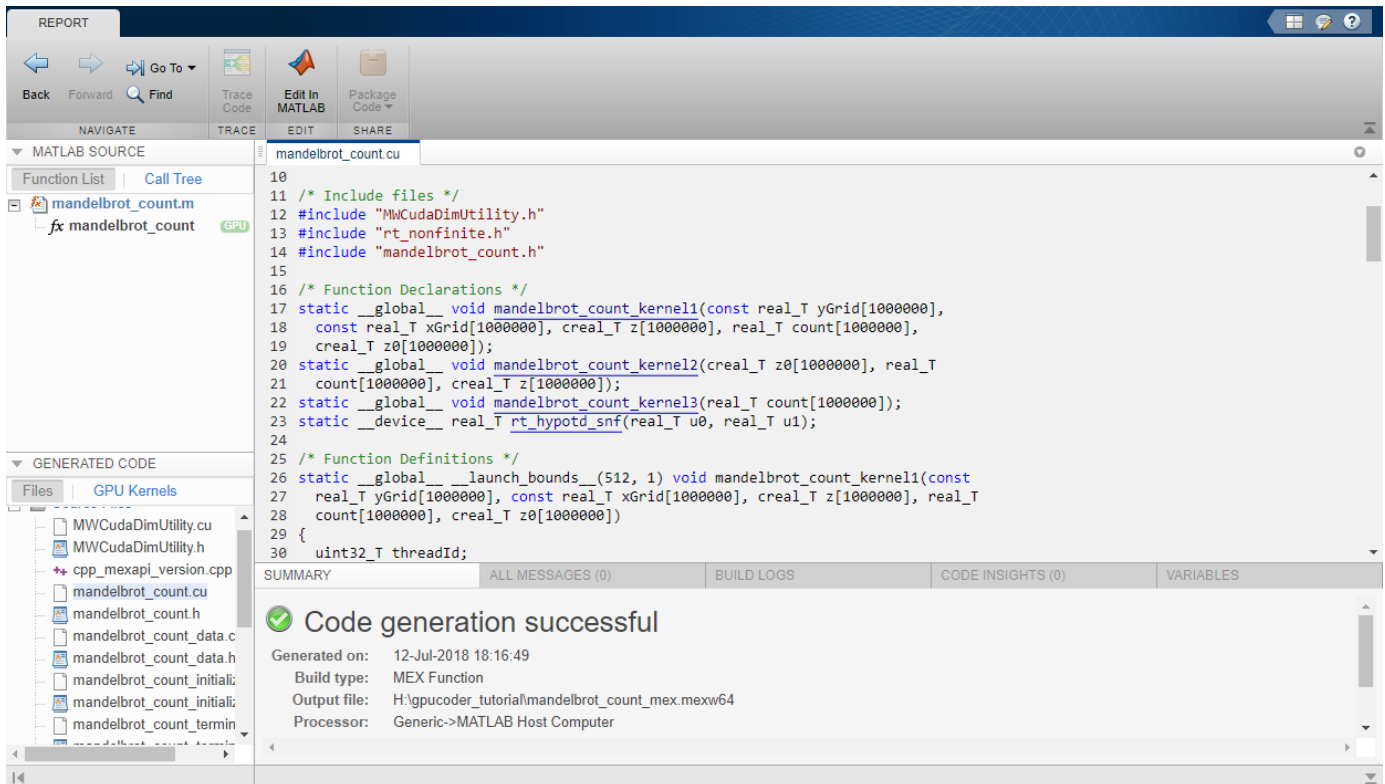 REPORT
Back
Forward
Go To
Find
Trace Code
Edit In MATLAB
Package Code
NAVIGATE
TRACE
EDIT
SHARE
MATLAB SOURCE
Function List
Call Tree
mandelbrot_count.m
fx mandelbrot_count
GPU
GENERATED CODE
Files
GPU Kernels
MWCudaDimUtility.cu
MWCudaDimUtility.h
cpp_mexapi_version.cpp
mandelbrot_count.cu
mandelbrot_count.h
mandelbrot_count_data.c
mandelbrot_count_data.h
mandelbrot_count_initializ
mandelbrot_count_initializ
mandelbrot_count_termin
mandelbrot_count.cu
10
11 /* Include files */
12 #include "MWCudaDimUtility.h"
13 #include "rt_nonfinite.h"
14 #include "mandelbrot_count.h"
15
16 /* Function Declarations */
17 static __global__ void mandelbrot_count_kernel1(const real_T yGrid[1000000],
18 const real_T xGrid[1000000], creal_T z[1000000], real_T count[1000000],
19 creal_T z0[1000000]);
20 static __global__ void mandelbrot_count_kernel2(creal_T z0[1000000], real_T
21 count[1000000], creal_T z[1000000]);
22 static __global__ void mandelbrot_count_kernel3(real_T count[1000000]);
23 static __device__ real_T rt_hypotd_snf(real_T u0, real_T u1);
24
25 /* Function Definitions */
26 static __global__ __launch_bounds__(512, 1) void mandelbrot_count_kernel1(const
27 real_T yGrid[1000000], const real_T xGrid[1000000], creal_T z[1000000], real_T
28 count[1000000], creal_T z0[1000000])
29 {
30 uint32_T threadId;
SUMMARY
ALL MESSAGES (0)
BUILD LOGS
CODE INSIGHTS (0)
VARIABLES
Code generation successful
Generated on: 12-Jul-2018 18:16:49
Build type: MEX Function
Output file: H:\gpucoder_tutorial\mandelbrot_count_mex.mexw64
Processor: Generic->MATLAB Host Computer